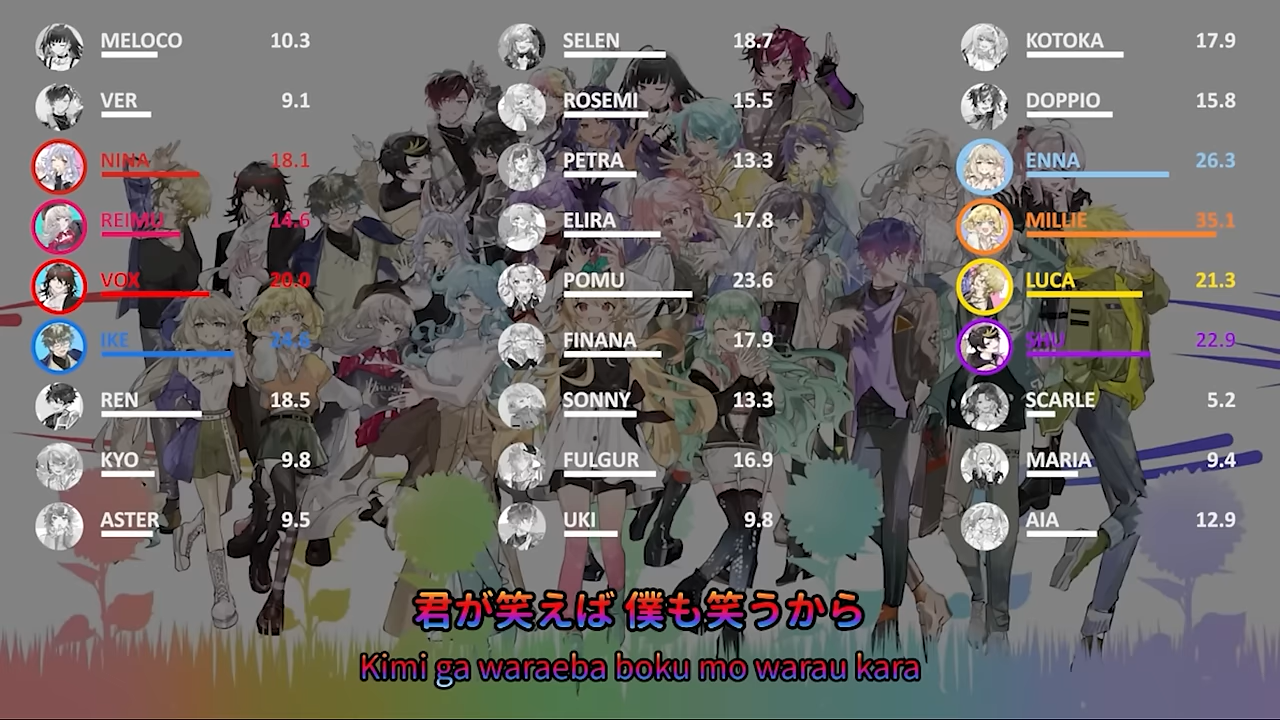 MELOCO 10.3
VER 9.1
NINA 18.1
REIMU 14.6
VOX 20.0
IKE 24.6
REN 18.5
KYO 9.8
ASTER 9.5
SELEN 18.7
ROSEMI 15.5
PETRA 13.3
ELIRA 17.8
POMU 23.6
FINANA 17.9
SONNY 13.3
FULGUR 16.9
UKI 9.8
KOTOKA 17.9
DOPPIO 15.8
ENNA 26.3
MILLIE 35.1
LUCA 21.3
SHU 22.9
SCARLE 5.2
MARIA 9.4
AIA 12.9
君が笑えば 僕も笑うから
Kimi ga waraeba boku mo warau kara